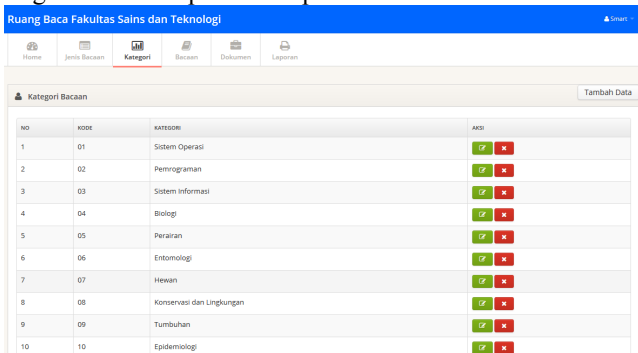 Ruang Baca Fakultas Sains dan Teknologi
Smart
Home Jenis Bacaan Kategori Bacaan Dokumen Laporan
Kategori Bacaan Tambah Data
NO KODE KATEGORI AKSI
1 01 Sistem Operasi
2 02 Pemrograman
3 03 Sistem Informasi
4 04 Biologi
5 05 Perairan
6 06 Entomologi
7 07 Hewan
8 08 Konservasi dan Lingkungan
9 09 Tumbuhan
10 10 Epidemiologi